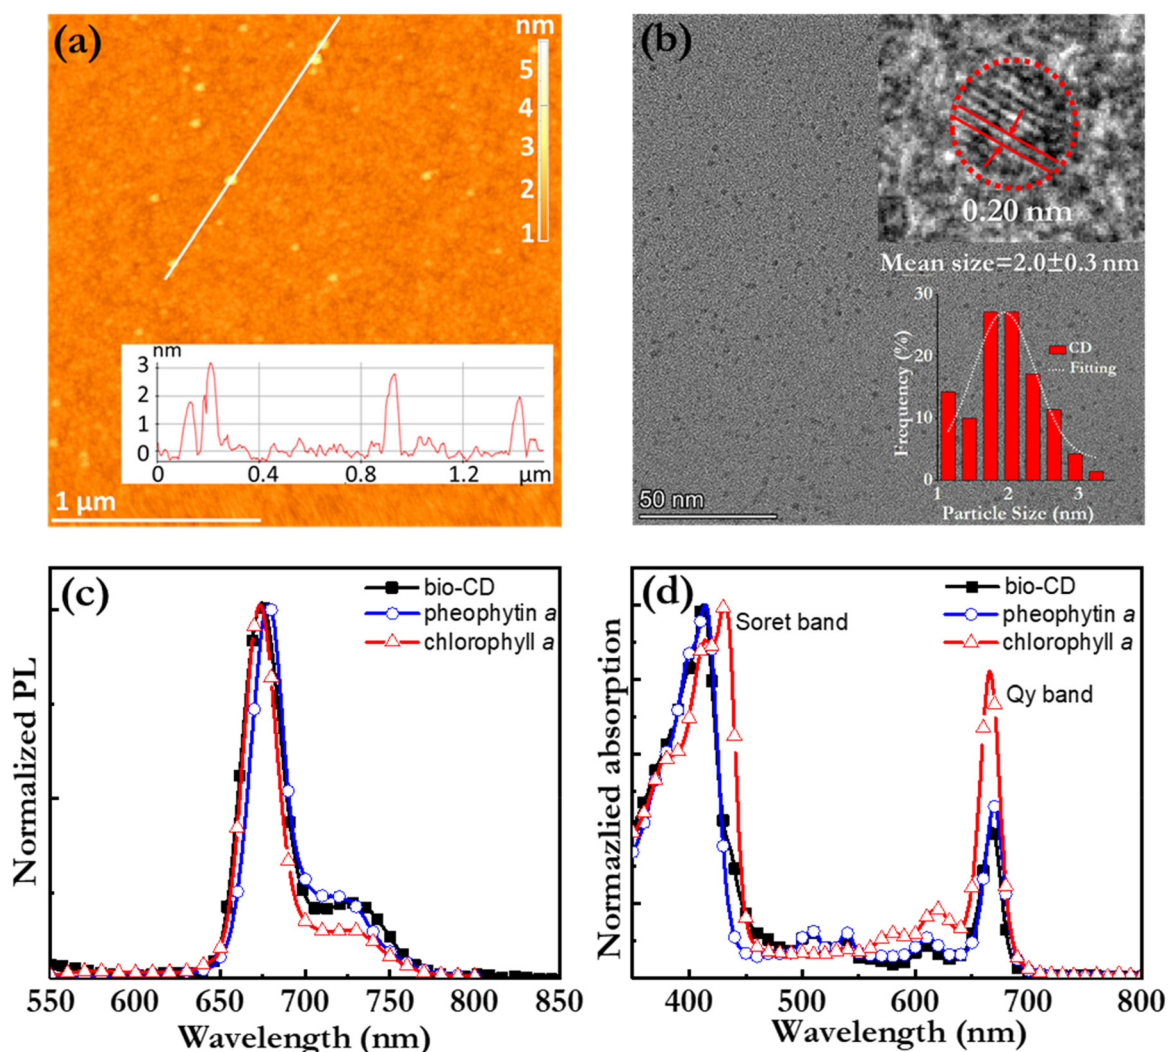 (a)
nm
5
4
3
2
1
nm
3
2
1
0
0
0.4
0.8
1.2
μm
1 μm
(b)
0.20 nm
Mean size=2.0±0.3 nm
30
20
10
0
Frequency (%)
CD
Fitting
1
2
3
Particle Size (nm)
50 nm
(c)
bio-CD
pheophytin a
chlorophyll a
Normalized PL
550
600
650
700
750
800
850
Wavelength (nm)
(d)
bio-CD
pheophytin a
chlorophyll a
Soret band
Qy band
Normazlied absorption
400
500
600
700
800
Wavelength (nm)